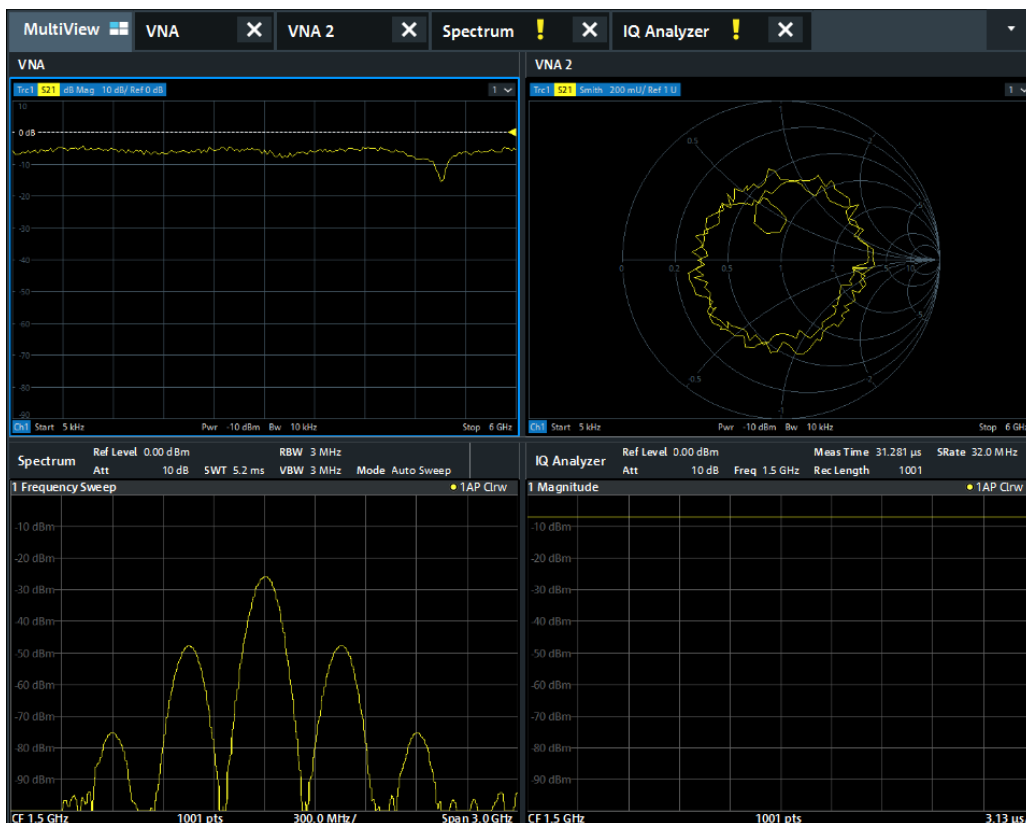 MultiView VNA VNA 2 Spectrum ! IQ Analyzer !
VNA
Trc1 S21 dB Mag 10 dB/ Ref 0 dB 1
10
0 dB
-10
-20
-30
-40
-50
-60
-70
-80
-90
Ch1 Start 5 kHz Pwr -10 dBm Bw 10 kHz Stop 6 GHz
VNA 2
Trc1 S21 Smith 200 mU/ Ref 1 U 1
1
0.5 2
5
0 0.2 0.5 1 2 5 10
-5
-0.5 -2
-1
Ch1 Start 5 kHz Pwr -10 dBm Bw 10 kHz Stop 6 GHz
Spectrum
Ref Level 0.00 dBm RBW 3 MHz
Att 10 dB SWT 5.2 ms VBW 3 MHz Mode Auto Sweep
1 Frequency Sweep 1AP Clrw
-10 dBm
-20 dBm
-30 dBm
-40 dBm
-50 dBm
-60 dBm
-70 dBm
-80 dBm
-90 dBm
CF 1.5 GHz 1001 pts 300.0 MHz/ Span 3.0 GHz
IQ Analyzer
Ref Level 0.00 dBm Meas Time 31.281 µs SRate 32.0 MHz
Att 10 dB Freq 1.5 GHz Rec Length 1001
1 Magnitude 1AP Clrw
-10 dBm
-20 dBm
-30 dBm
-40 dBm
-50 dBm
-60 dBm
-70 dBm
-80 dBm
-90 dBm
CF 1.5 GHz 1001 pts 3.13 µs/